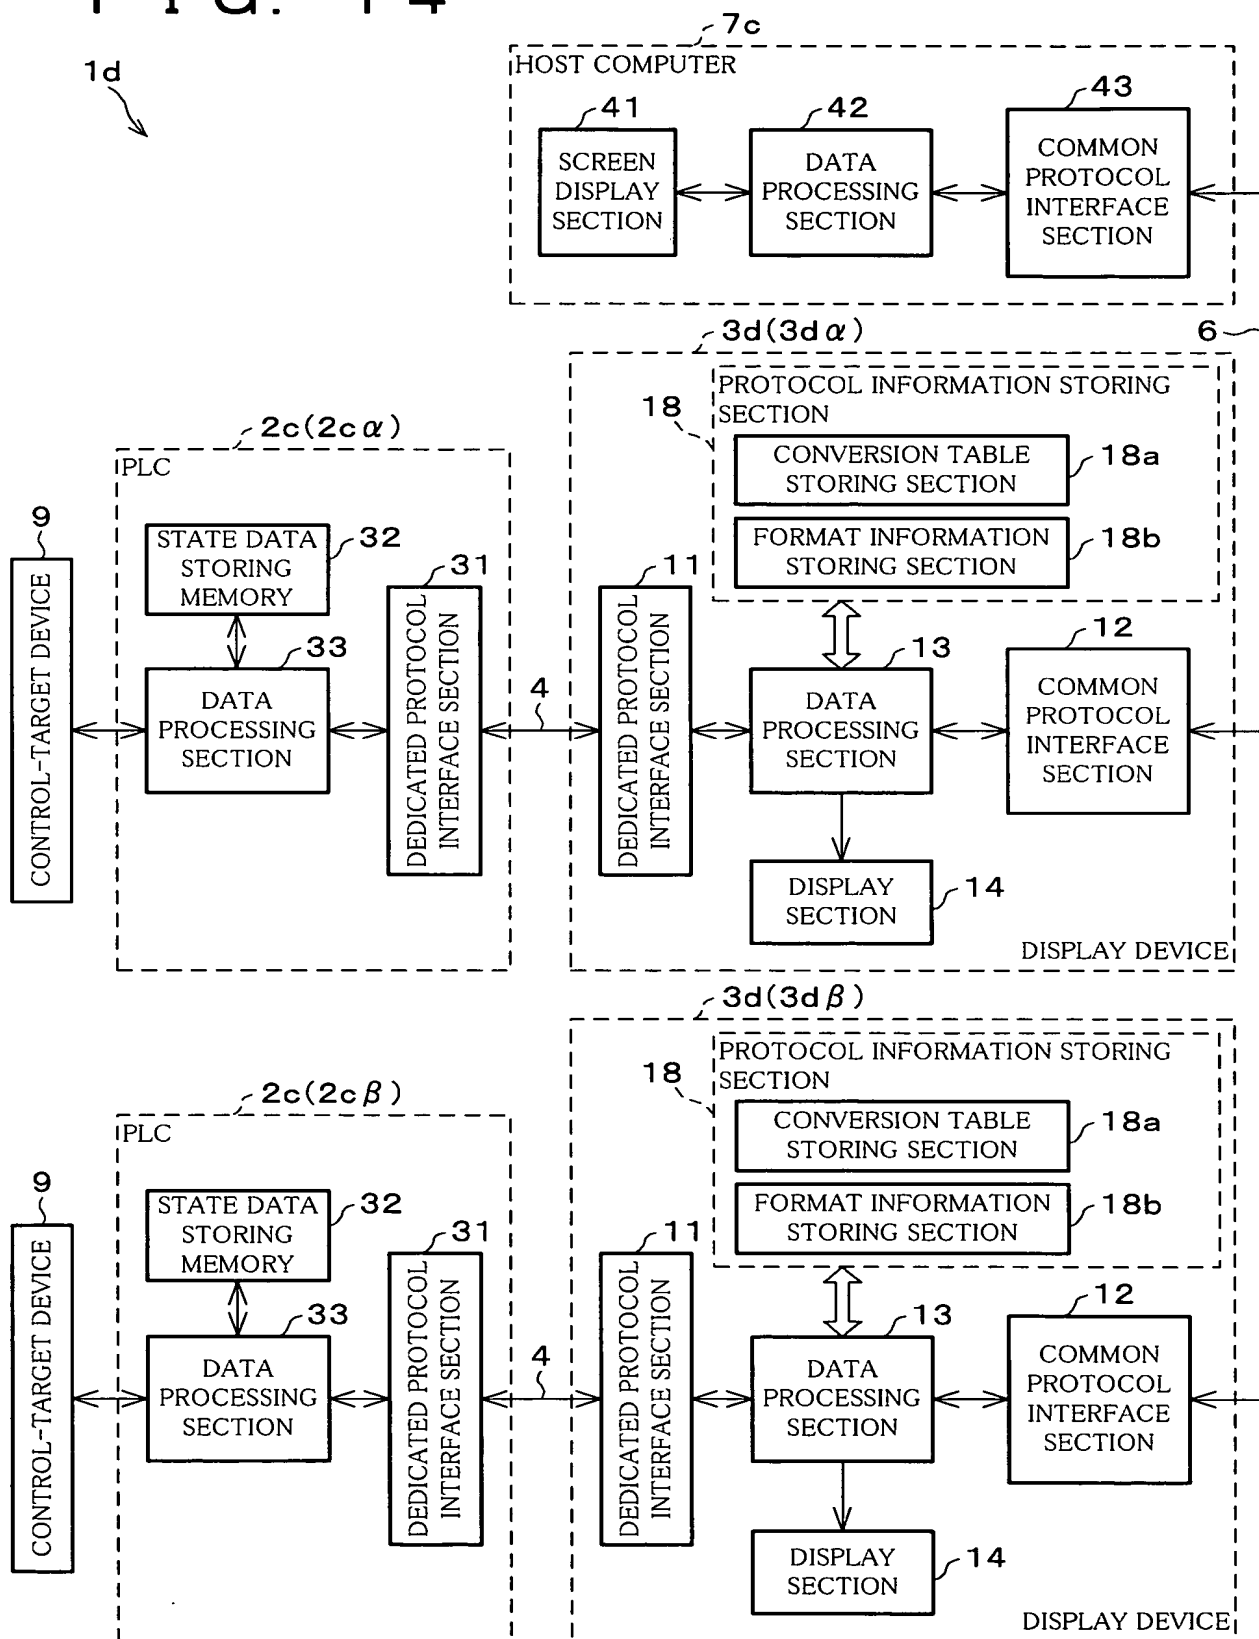 FIG. 14
1d
7c
HOST COMPUTER
41
42
43
SCREEN
DISPLAY
SECTION
DATA
PROCESSING
SECTION
COMMON
PROTOCOL
INTERFACE
SECTION
6
3d(3dα)
PROTOCOL INFORMATION STORING
SECTION
18
CONVERSION TABLE
STORING SECTION
18a
FORMAT INFORMATION
STORING SECTION
18b
2c(2cα)
PLC
9
CONTROL-TARGET DEVICE
STATE DATA
STORING
MEMORY
32
33
DATA
PROCESSING
SECTION
31
DEDICATED PROTOCOL
INTERFACE SECTION
4
11
DEDICATED PROTOCOL
INTERFACE SECTION
13
DATA
PROCESSING
SECTION
12
COMMON
PROTOCOL
INTERFACE
SECTION
DISPLAY
SECTION
14
DISPLAY DEVICE
3d(3dβ)
PROTOCOL INFORMATION STORING
SECTION
18
CONVERSION TABLE
STORING SECTION
18a
FORMAT INFORMATION
STORING SECTION
18b
2c(2cβ)
PLC
9
CONTROL-TARGET DEVICE
STATE DATA
STORING
MEMORY
32
33
DATA
PROCESSING
SECTION
31
DEDICATED PROTOCOL
INTERFACE SECTION
4
11
DEDICATED PROTOCOL
INTERFACE SECTION
13
DATA
PROCESSING
SECTION
12
COMMON
PROTOCOL
INTERFACE
SECTION
DISPLAY
SECTION
14
DISPLAY DEVICE